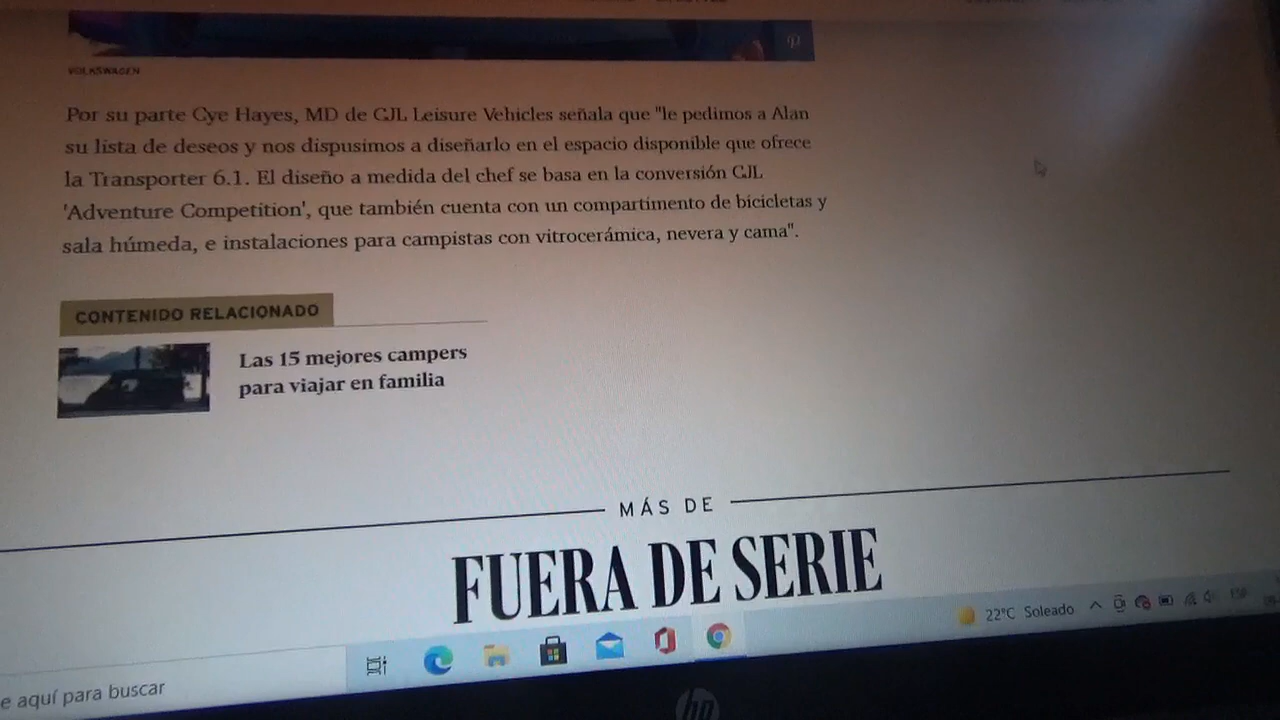 VOLKSWAGEN
Por su parte Cye Hayes, MD de CJL Leisure Vehicles señala que "le pedimos a Alan
su lista de deseos y nos dispusimos a diseñarlo en el espacio disponible que ofrece
la Transporter 6.1. El diseño a medida del chef se basa en la conversión CJL
'Adventure Competition', que también cuenta con un compartimento de bicicletas y
sala húmeda, e instalaciones para campistas con vitrocerámica, nevera y cama".
CONTENIDO RELACIONADO
Las 15 mejores campers
para viajar en familia
MÁS DE
FUERA DE SERIE
22°C Soleado
e aquí para buscar
hp